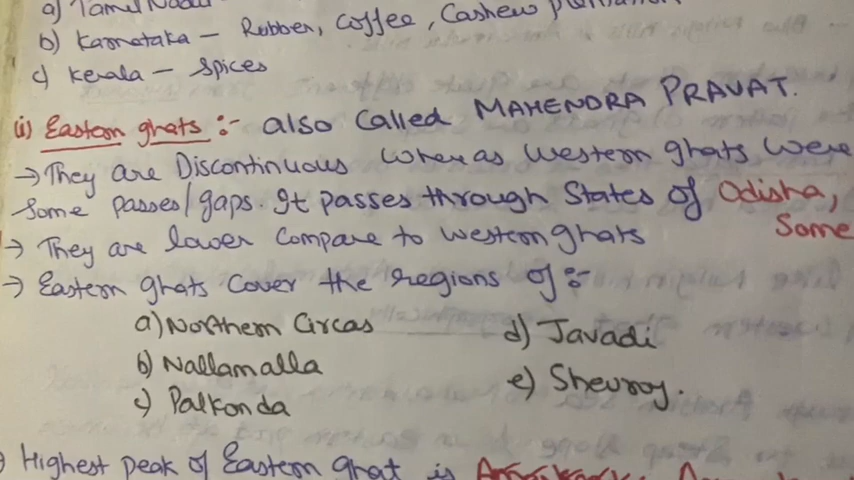 a) Tamil Nadu
b) Karnataka – Rubber, Coffee, Cashew
c) Kerala – Spices
(ii) Eastern ghats :- also called MAHENDRA PRAVAT.
→ They are Discontinuous whereas Western ghats were
some passes/gaps. It passes through States of Odisha,
Some
→ They are lower compare to western ghats
→ Eastern ghats cover the regions of :-
a) Northern Circas
d) Javadi
b) Nallamalla
e) Shevroy.
c) Palkonda
Highest peak of Eastern ghat is